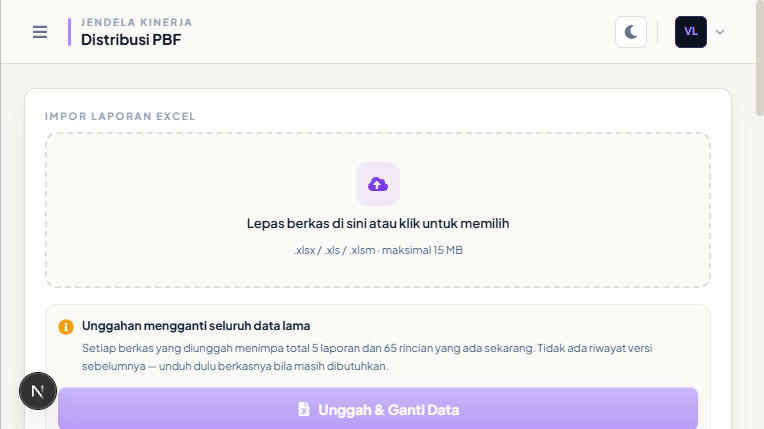 JENDELA KINERJA
Distribusi PBF
VL
IMPOR LAPORAN EXCEL
Lepas berkas di sini atau klik untuk memilih
.xlsx / .xls / .xlsm · maksimal 15 MB
Unggahan mengganti seluruh data lama
Setiap berkas yang diunggah menimpa total 5 laporan dan 65 rincian yang ada sekarang. Tidak ada riwayat versi
sebelumnya — unduh dulu berkasnya bila masih dibutuhkan.
N
Unggah & Ganti Data